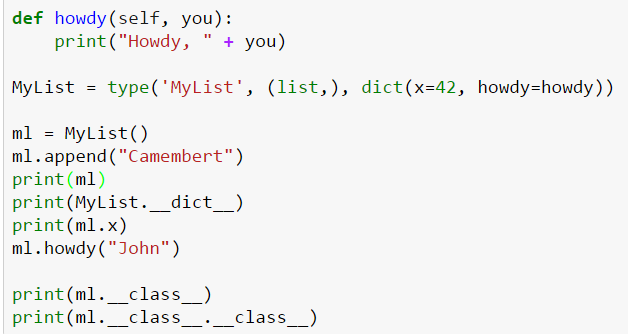 def howdy(self, you):
    print("Howdy, " + you)
MyList = type('MyList', (list,), dict(x=42, howdy=howdy))
ml = MyList()
ml.append("Camembert")
print(ml)
print(MyList.__dict__)
print(ml.x)
ml.howdy("John")
print(ml.__class__)
print(ml.__class__.__class__)